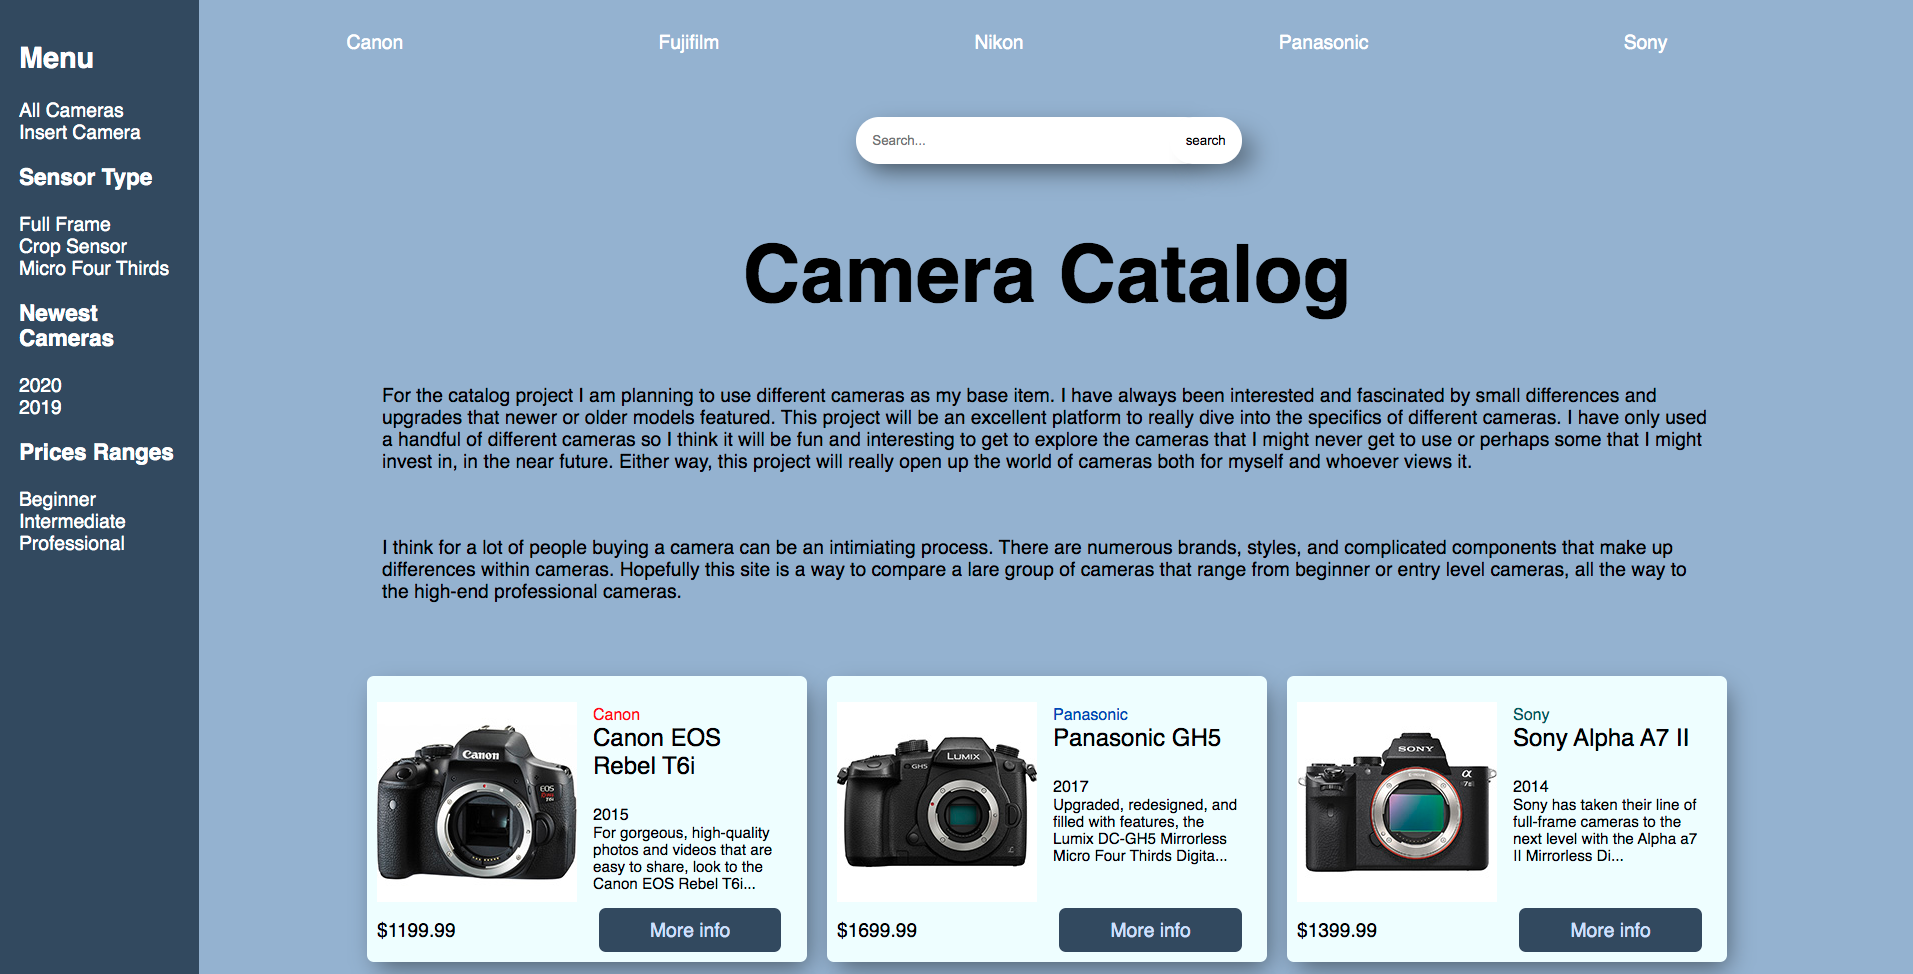 Menu
All Cameras
Insert Camera
Sensor Type
Full Frame
Crop Sensor
Micro Four Thirds
Newest
Cameras
2020
2019
Prices Ranges
Beginner
Intermediate
Professional
Canon Fujifilm Nikon Panasonic Sony
Search... search
Camera Catalog
For the catalog project I am planning to use different cameras as my base item. I have always been interested and fascinated by small differences and
upgrades that newer or older models featured. This project will be an excellent platform to really dive into the specifics of different cameras. I have only used
a handful of different cameras so I think it will be fun and interesting to get to explore the cameras that I might never get to use or perhaps some that I might
invest in, in the near future. Either way, this project will really open up the world of cameras both for myself and whoever views it.
I think for a lot of people buying a camera can be an intimiating process. There are numerous brands, styles, and complicated components that make up
differences within cameras. Hopefully this site is a way to compare a lare group of cameras that range from beginner or entry level cameras, all the way to
the high-end professional cameras.
Canon
EOS
T6i
Canon
Canon EOS
Rebel T6i
2015
For gorgeous, high-quality
photos and videos that are
easy to share, look to the
Canon EOS Rebel T6i...
$1199.99
More info
LUMIX
GH5
Panasonic
Panasonic GH5
2017
Upgraded, redesigned, and
filled with features, the
Lumix DC-GH5 Mirrorless
Micro Four Thirds Digita...
$1699.99
More info
SONY
α
Sony
Sony Alpha A7 II
2014
Sony has taken their line of
full-frame cameras to the
next level with the Alpha a7
II Mirrorless Di...
$1399.99
More info